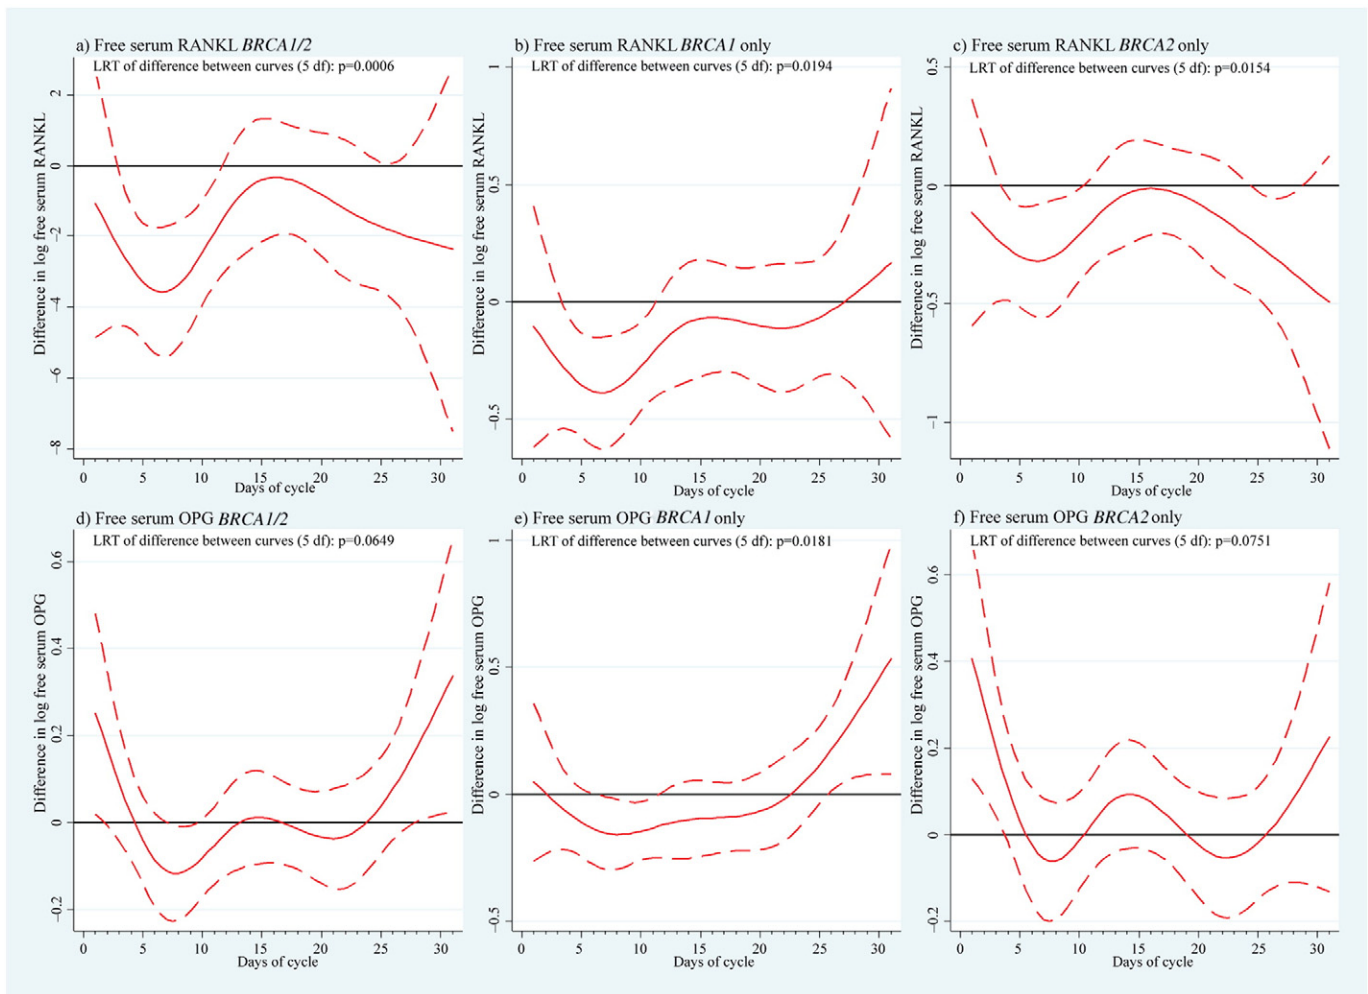 a) Free serum RANKL BRCA1/2
LRT of difference between curves (5 df): p=0.0006
Difference in log free serum RANKL
2
0
−2
−4
−6
−8
0 5 10 15 20 25 30
Days of cycle
b) Free serum RANKL BRCA1 only
LRT of difference between curves (5 df): p=0.0194
Difference in log free serum RANKL
1
0.5
0
−0.5
0 5 10 15 20 25 30
Days of cycle
c) Free serum RANKL BRCA2 only
LRT of difference between curves (5 df): p=0.0154
Difference in log free serum RANKL
0.5
0
−0.5
−1
0 5 10 15 20 25 30
Days of cycle
d) Free serum OPG BRCA1/2
LRT of difference between curves (5 df): p=0.0649
Difference in log free serum OPG
0.6
0.4
0.2
0
−0.2
0 5 10 15 20 25 30
Days of cycle
e) Free serum OPG BRCA1 only
LRT of difference between curves (5 df): p=0.0181
Difference in log free serum OPG
1
0.5
0
−0.5
0 5 10 15 20 25 30
Days of cycle
f) Free serum OPG BRCA2 only
LRT of difference between curves (5 df): p=0.0751
Difference in log free serum OPG
0.6
0.4
0.2
0
−0.2
0 5 10 15 20 25 30
Days of cycle